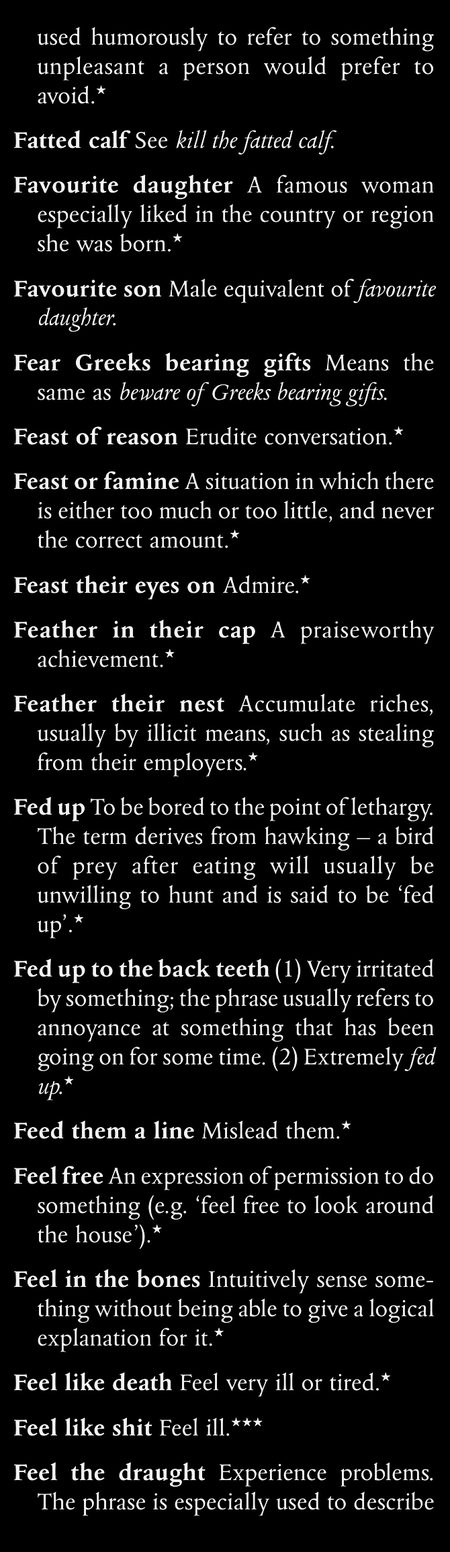 used humorously to refer to something
unpleasant a person would prefer to
avoid.★
Fatted calf See kill the fatted calf.
Favourite daughter A famous woman
especially liked in the country or region
she was born.★
Favourite son Male equivalent of favourite
daughter.
Fear Greeks bearing gifts Means the
same as beware of Greeks bearing gifts.
Feast of reason Erudite conversation.★
Feast or famine A situation in which there
is either too much or too little, and never
the correct amount.★
Feast their eyes on Admire.★
Feather in their cap A praiseworthy
achievement.★
Feather their nest Accumulate riches,
usually by illicit means, such as stealing
from their employers.★
Fed up To be bored to the point of lethargy.
The term derives from hawking – a bird
of prey after eating will usually be
unwilling to hunt and is said to be ‘fed
up’.★
Fed up to the back teeth (1) Very irritated
by something; the phrase usually refers to
annoyance at something that has been
going on for some time. (2) Extremely fed
up.★
Feed them a line Mislead them.★
Feel free An expression of permission to do
something (e.g. ‘feel free to look around
the house’).★
Feel in the bones Intuitively sense some-
thing without being able to give a logical
explanation for it.★
Feel like death Feel very ill or tired.★
Feel like shit Feel ill.★★★
Feel the draught Experience problems.
The phrase is especially used to describe